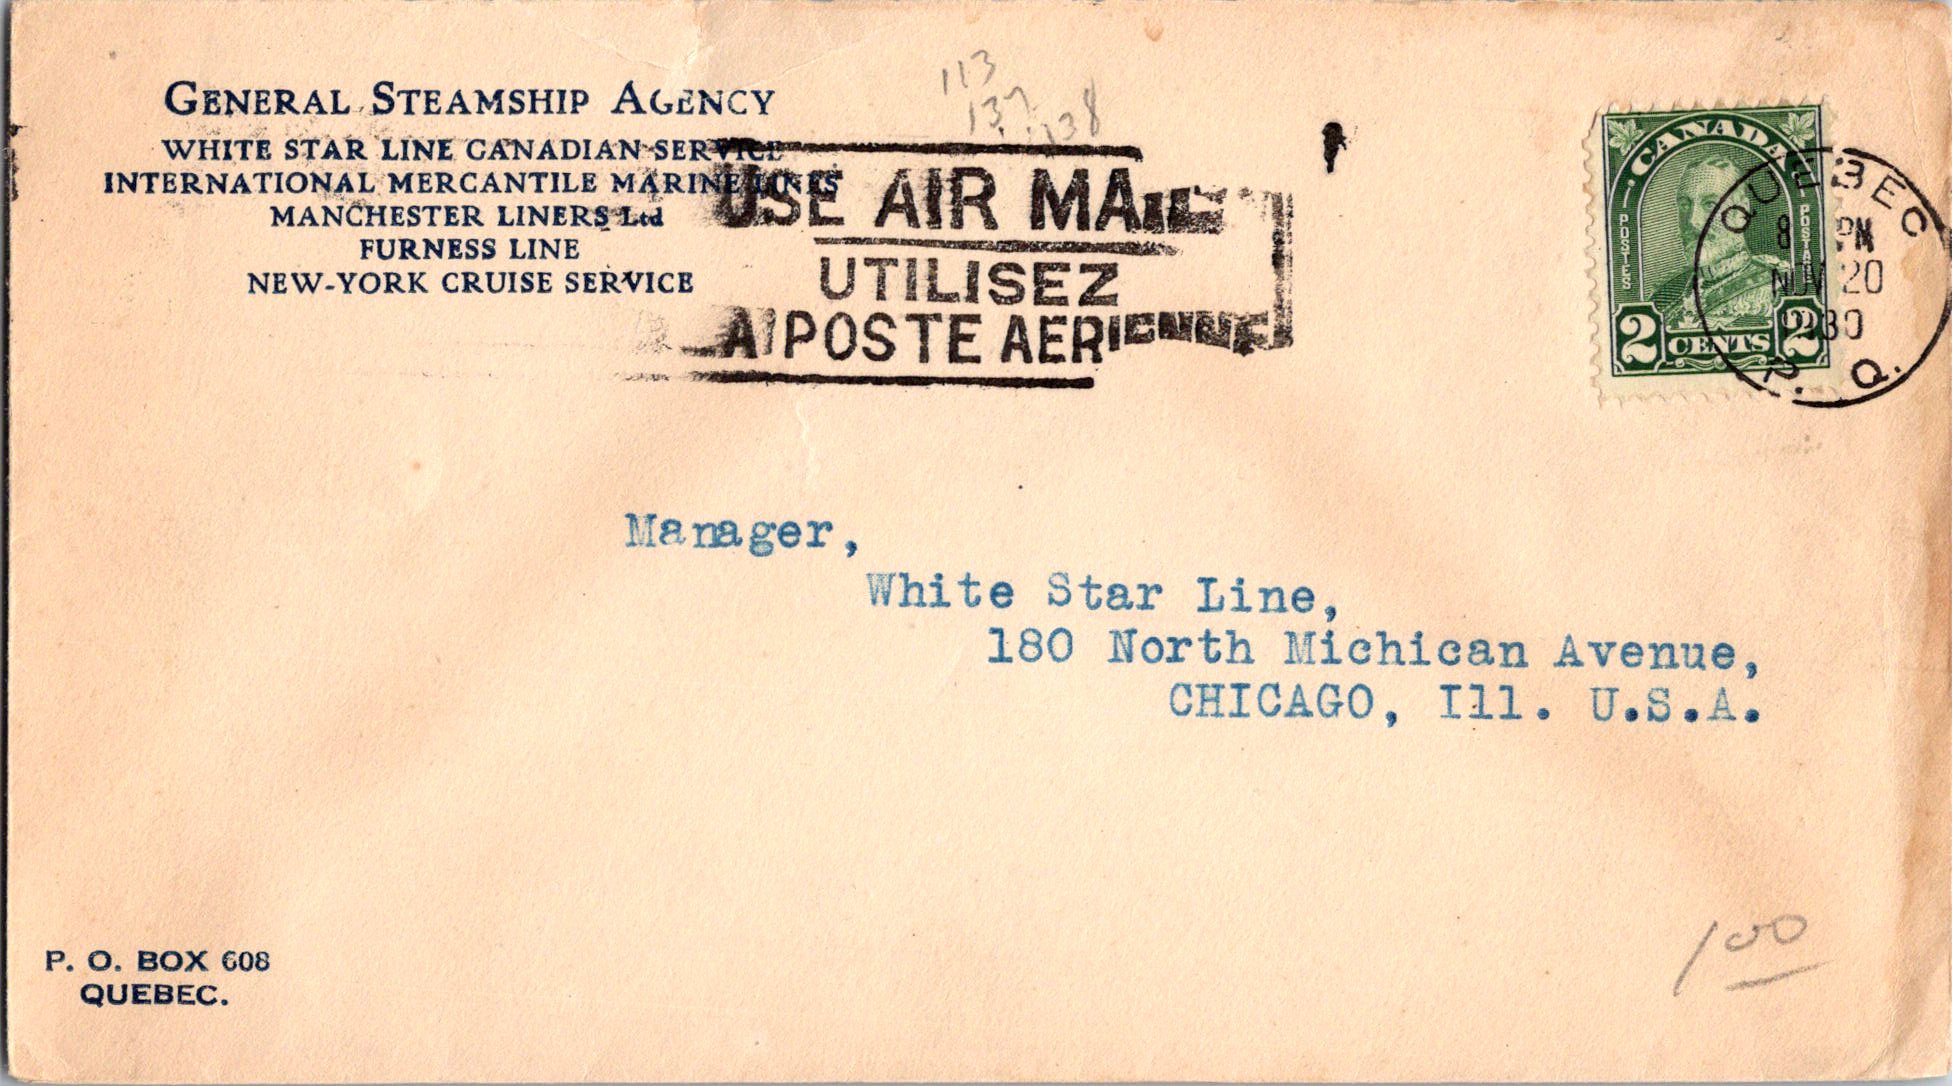 GENERAL STEAMSHIP AGENCY
WHITE STAR LINE CANADIAN SERVICE
INTERNATIONAL MERCANTILE MARINE LINES
MANCHESTER LINERS Ltd
FURNESS LINE
NEW-YORK CRUISE SERVICE
113
137
138
USE AIR MAIL
UTILISEZ
POSTE AERIENNE
CANADA
POSTES
POSTAGE
2 CENTS 2
QUEBEC
8 PM
NOV 20
1930
P. Q.
Manager,
White Star Line,
180 North Michican Avenue,
CHICAGO, Ill. U.S.A.
P. O. BOX 608
QUEBEC.
100